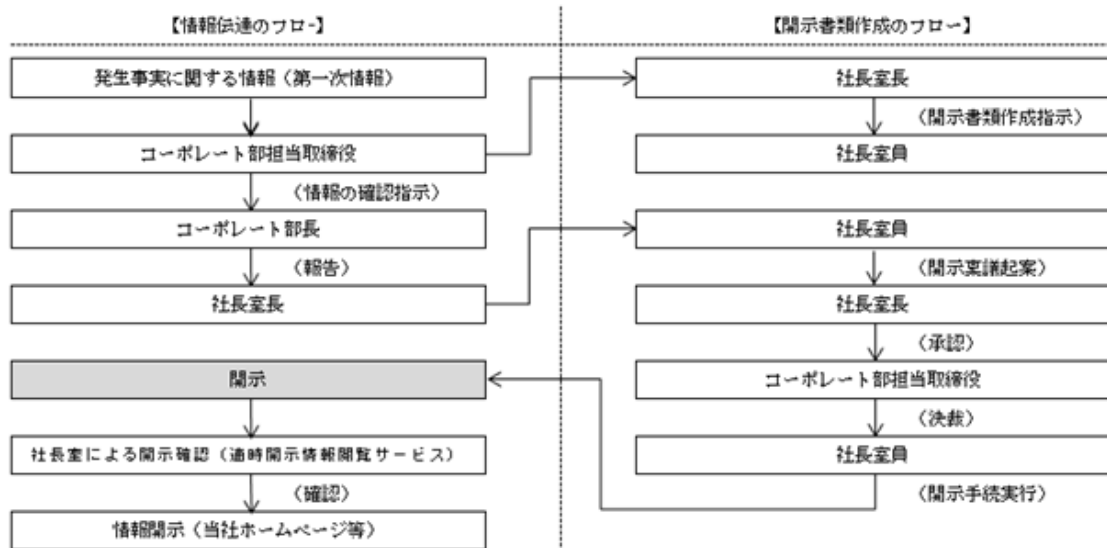 【情報伝達のフロー】
発生事実に関する情報（第一次情報）
コーポレート部担当取締役
（情報の確認指示）
コーポレート部長
（報告）
社長室長
開示
社長室による開示確認（適時開示情報閲覧サービス）
（確認）
情報開示（当社ホームページ等）
【開示書類作成のフロー】
社長室長
（開示書類作成指示）
社長室員
社長室員
（開示稟議起案）
社長室長
（承認）
コーポレート部担当取締役
（決裁）
社長室員
（開示手続実行）